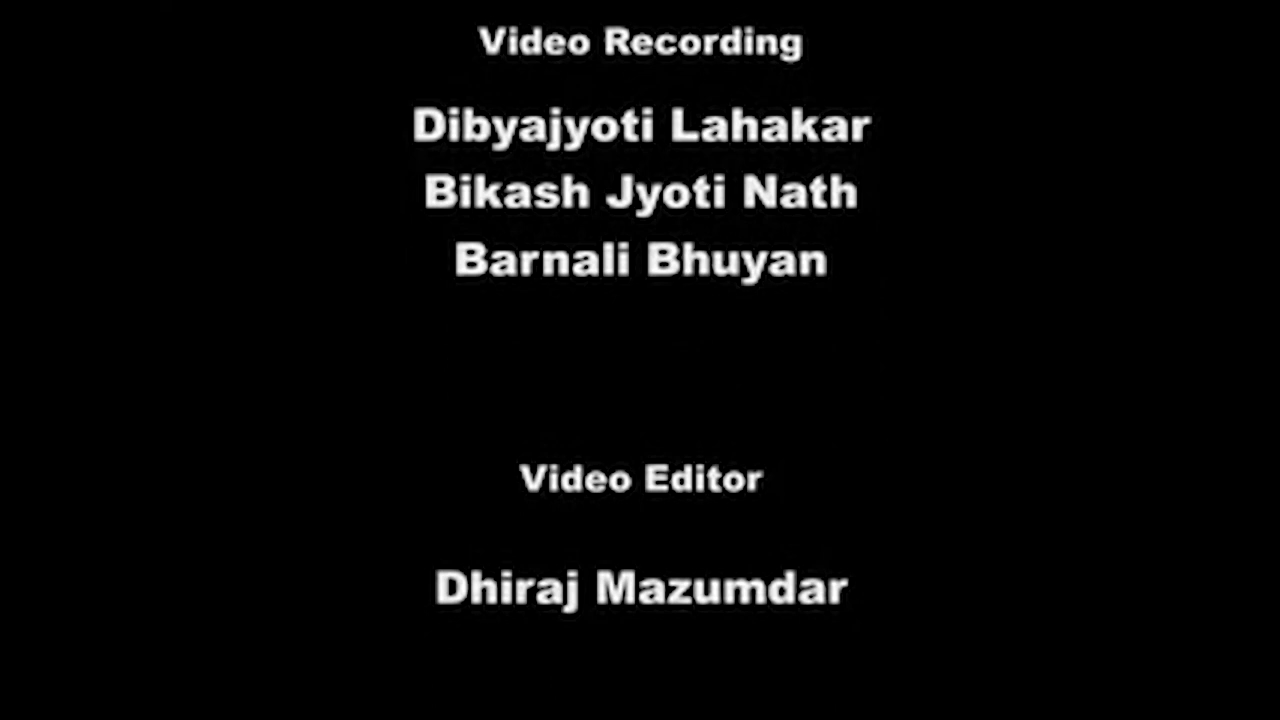 Video Recording
Dibyajyoti Lahakar
Bikash Jyoti Nath
Barnali Bhuyan
Video Editor
Dhiraj Mazumdar